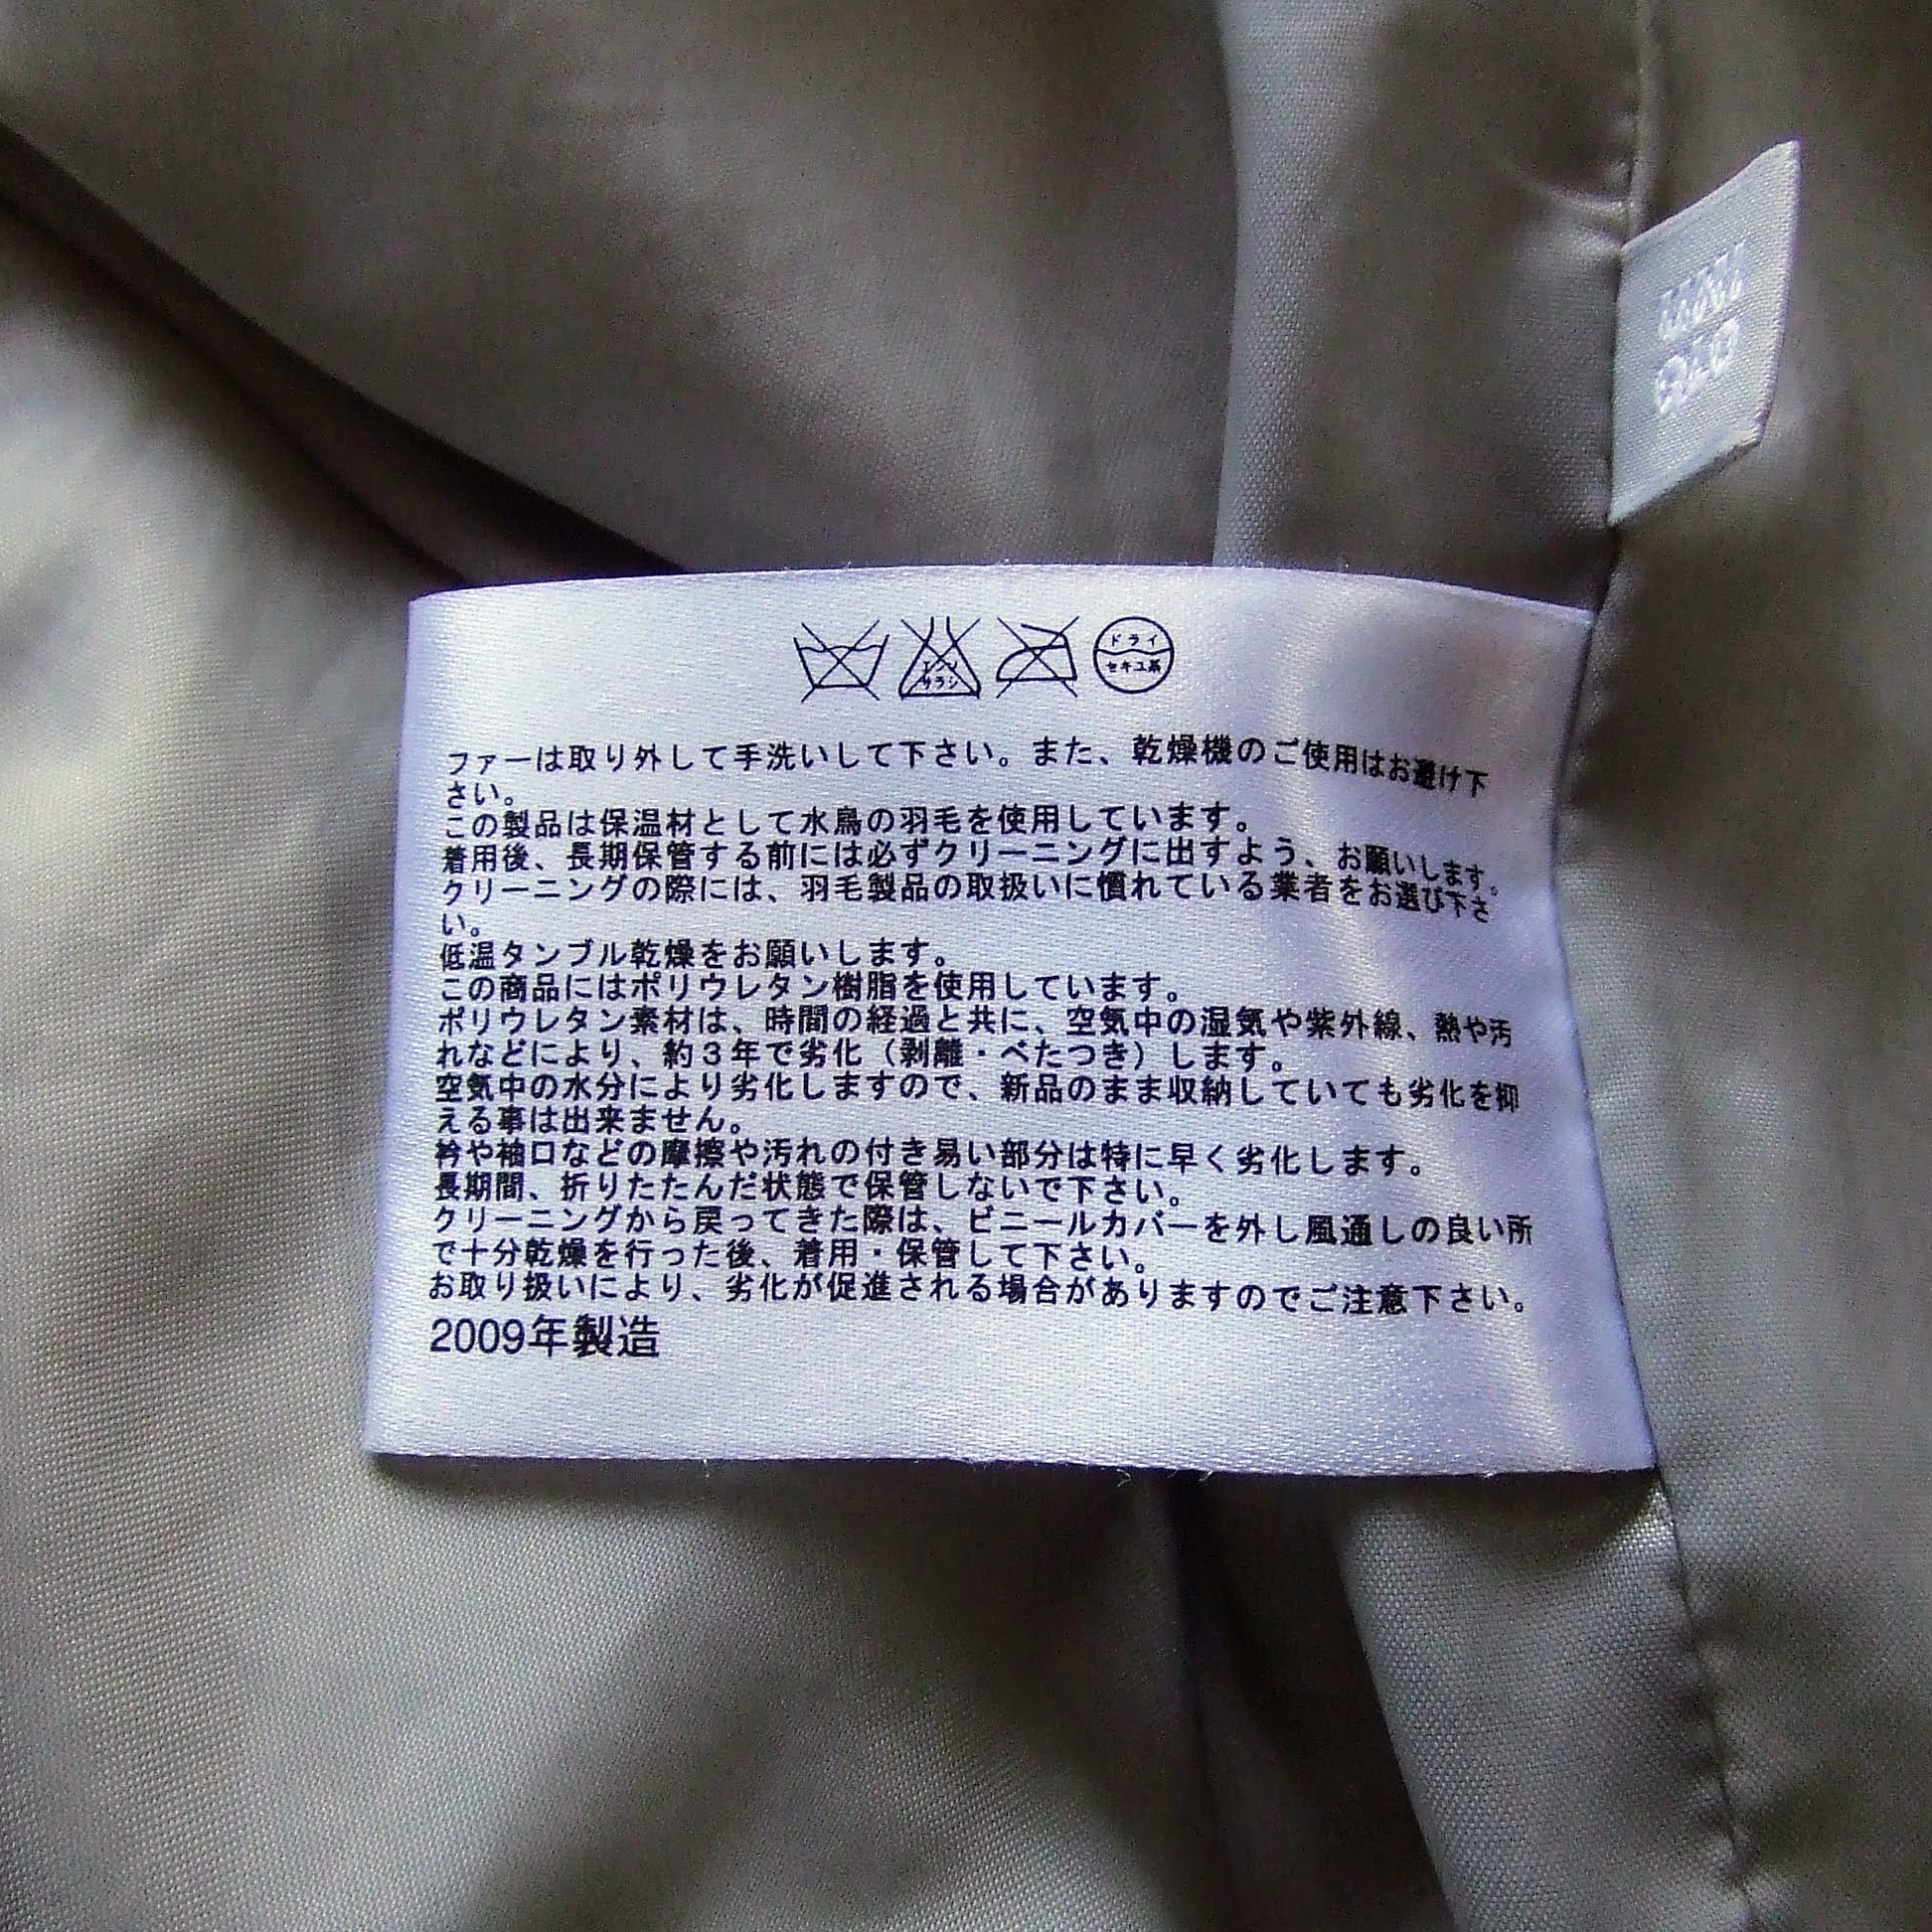 ドライ
エンソ
サラシ
セキユ系
ファーは取り外して手洗いして下さい。また、乾燥機のご使用はお避け下
さい。
この製品は保温材として水鳥の羽毛を使用しています。
着用後、長期保管する前には必ずクリーニングに出すよう、お願いします。
クリーニングの際には、羽毛製品の取扱いに慣れている業者をお選び下さ
い。
低温タンブル乾燥をお願いします。
この商品にはポリウレタン樹脂を使用しています。
ポリウレタン素材は、時間の経過と共に、空気中の湿気や紫外線、熱や汚
れなどにより、約3年で劣化（剥離・べたつき）します。
空気中の水分により劣化しますので、新品のまま収納していても劣化を抑
える事は出来ません。
衿や袖口などの摩擦や汚れの付き易い部分は特に早く劣化します。
長期間、折りたたんだ状態で保管しないで下さい。
クリーニングから戻ってきた際は、ビニールカバーを外し風通しの良い所
で十分乾燥を行った後、着用・保管して下さい。
お取り扱いにより、劣化が促進される場合がありますのでご注意下さい。
2009年製造
UNI
QLO